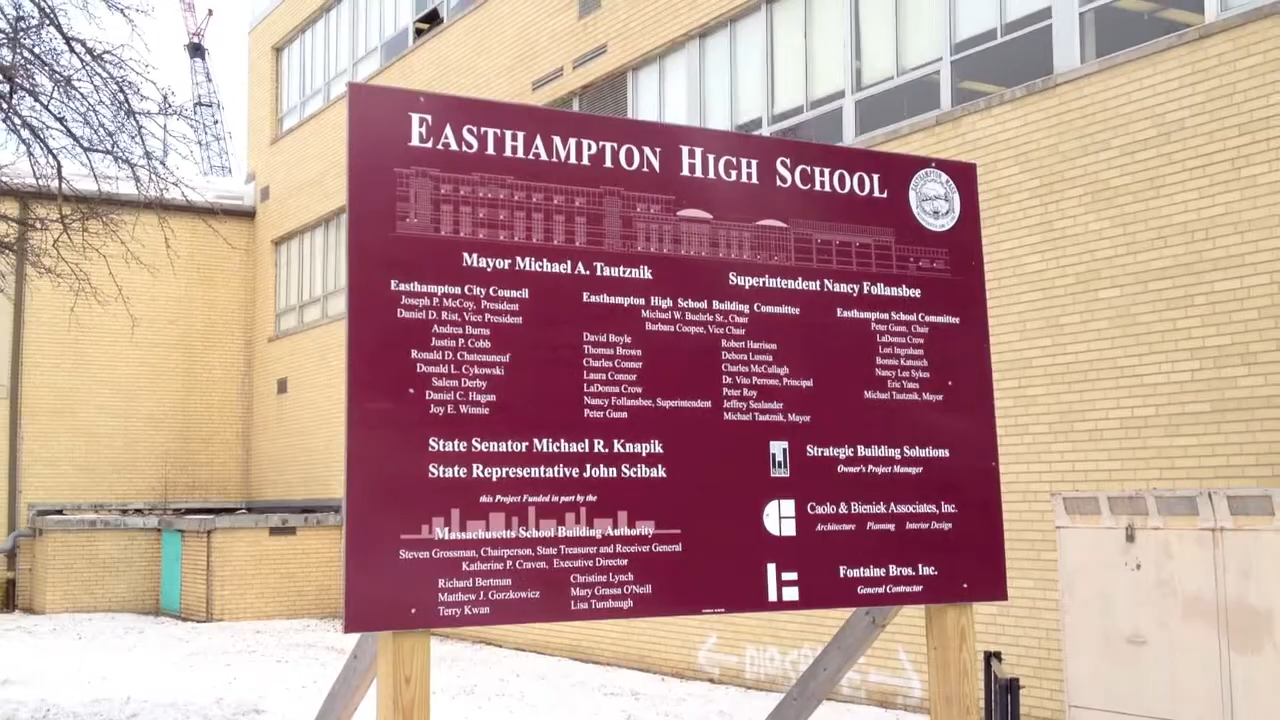 EASTHAMPTON HIGH SCHOOL
EASTHAMPTON MASS
Mayor Michael A. Tautznik
Superintendent Nancy Follansbee
Easthampton City Council
Joseph P. McCoy, President
Daniel D. Rist, Vice President
Andrea Burns
Justin P. Cobb
Ronald D. Chateauneuf
Donald L. Cykowski
Salem Derby
Daniel C. Hagan
Joy E. Winnie
Easthampton High School Building Committee
Michael W. Buehrle Sr., Chair
Barbara Coopee, Vice Chair
David Boyle
Thomas Brown
Charles Conner
Laura Connor
LaDonna Crow
Nancy Follansbee, Superintendent
Peter Gunn
Robert Harrison
Debora Lusnia
Charles McCullagh
Dr. Vito Perrone, Principal
Peter Roy
Jeffrey Sealander
Michael Tautznik, Mayor
Easthampton School Committee
Peter Gunn, Chair
LaDonna Crow
Lori Ingraham
Bonnie Katusich
Nancy Lee Sykes
Eric Yates
Michael Tautznik, Mayor
State Senator Michael R. Knapik
State Representative John Scibak
this Project Funded in part by the
Massachusetts School Building Authority
Steven Grossman, Chairperson, State Treasurer and Receiver General
Katherine P. Craven, Executive Director
Richard Bertman
Matthew J. Gorzkowicz
Terry Kwan
Christine Lynch
Mary Grassa O'Neill
Lisa Turnbaugh
Strategic Building Solutions
Owner's Project Manager
Caolo & Bieniek Associates, Inc.
Architecture Planning Interior Design
Fontaine Bros. Inc.
General Contractor